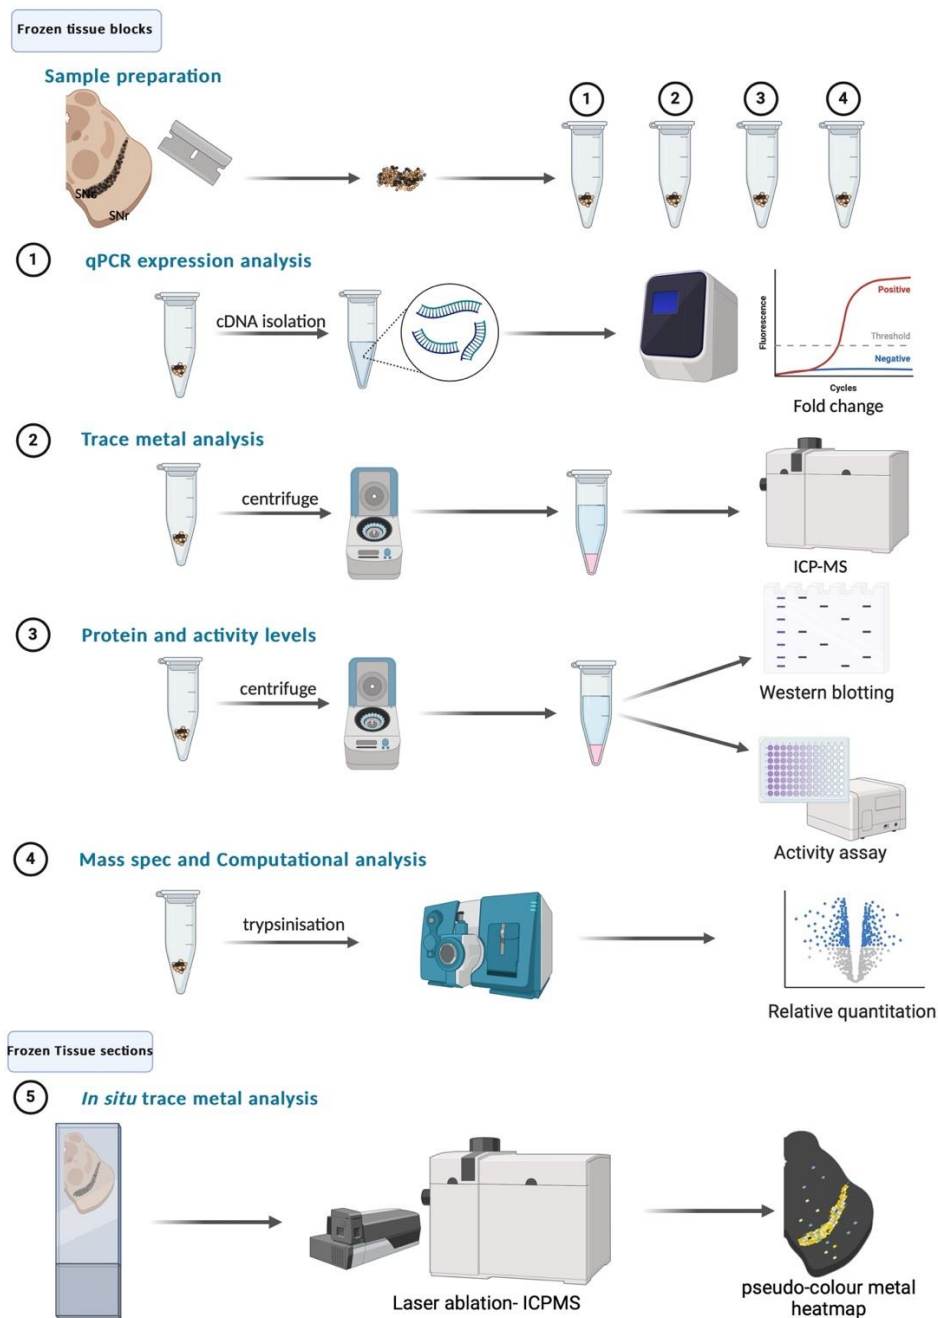 Frozen tissue blocks
Sample preparation
1 2 3 4
SNc
SNr
1 qPCR expression analysis
cDNA isolation
Fluorescence
Positive
Threshold
Negative
Cycles
Fold change
2 Trace metal analysis
centrifuge
ICP-MS
3 Protein and activity levels
centrifuge
Western blotting
Activity assay
4 Mass spec and Computational analysis
trypsinisation
Relative quantitation
Frozen Tissue sections
5 In situ trace metal analysis
Laser ablation- ICPMS
pseudo-colour metal
heatmap